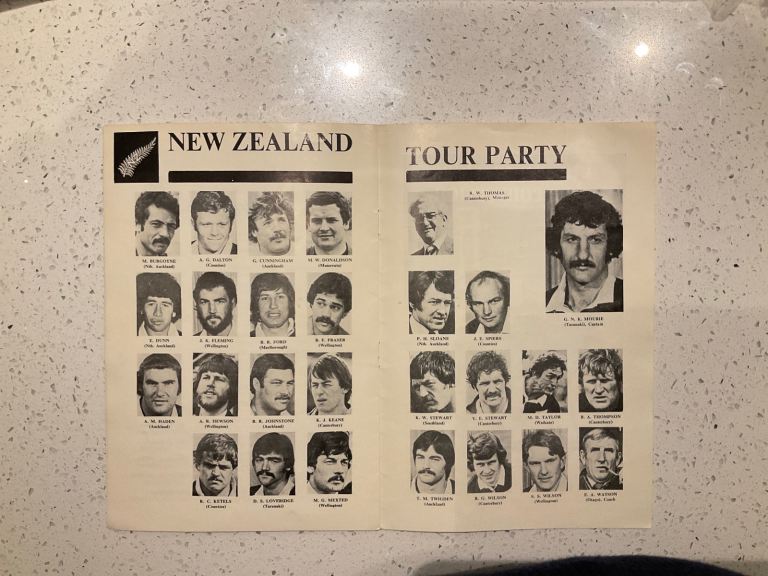 NEW ZEALAND
M. BURGOYNE
(Nth. Auckland)
A. G. DALTON
(Counties)
G. CUNNINGHAM
(Auckland)
M. W. DONALDSON
(Manawatu)
E. DUNN
(Nth. Auckland)
J. K. FLEMING
(Wellington)
B. R. FORD
(Marlborough)
B. F. FRASER
(Wellington)
A. M. HADEN
(Auckland)
A. R. HEWSON
(Wellington)
B. R. JOHNSTONE
(Auckland)
K. J. KEANE
(Canterbury)
R. C. KETELS
(Counties)
D. S. LOVERIDGE
(Taranaki)
M. G. MEXTED
(Wellington)
TOUR PARTY
R. W. THOMAS
(Canterbury), Manager
G. N. K. MOURIE
(Taranaki), Captain
P. H. SLOANE
(Nth. Auckland)
J. E. SPIERS
(Counties)
K. W. STEWART
(Southland)
V. E. STEWART
(Canterbury)
M. B. TAYLOR
(Waikato)
B. A. THOMPSON
(Canterbury)
T. M. TWIGDEN
(Auckland)
B. G. WILSON
(Canterbury)
S. S. WILSON
(Wellington)
E. A. WATSON
(Otago), Coach